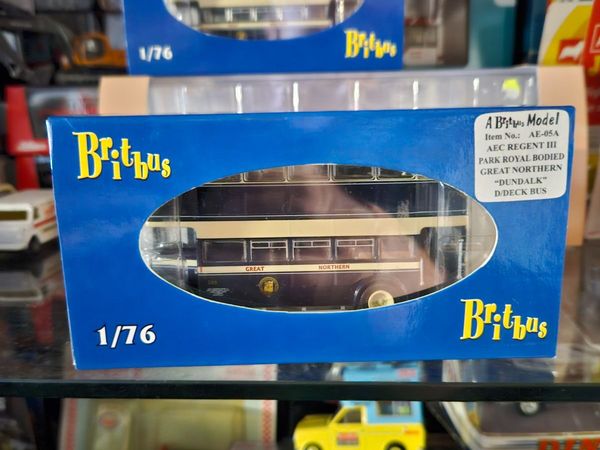 1/76
Britbus
Britbus
A Britbus Model
Item No.: AE-05A
AEC REGENT III
PARK ROYAL BODIED
GREAT NORTHERN
"DUNDALK"
D/DECK BUS
GREAT NORTHERN
1/76
Britbus